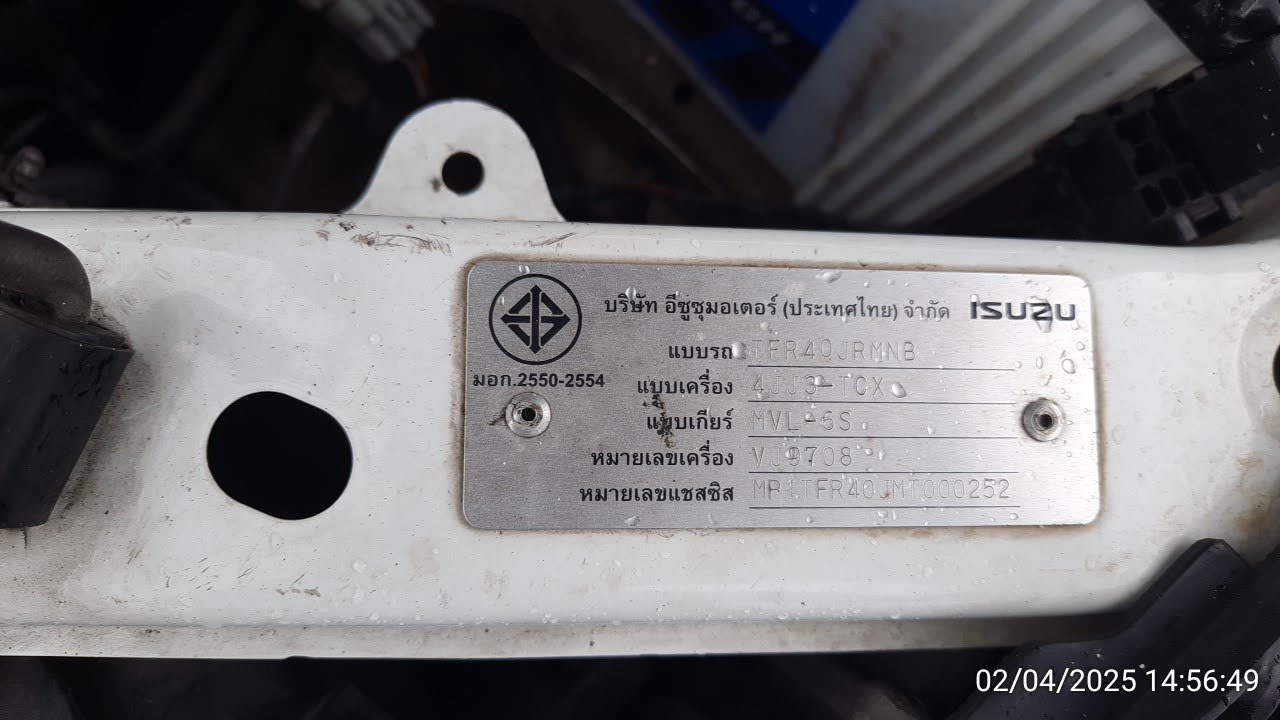 บริษัท อีซูซุมอเตอร์ (ประเทศไทย) จำกัด ISUZU
แบบรถ TFR40JRMNB
มอก.2550-2554
แบบเครื่อง 4JJ3-TCX
แบบเกียร์ MVL-6S
หมายเลขเครื่อง VJ9708
หมายเลขแชสซิส MP1TFR40JMT000252
02/04/2025 14:56:49